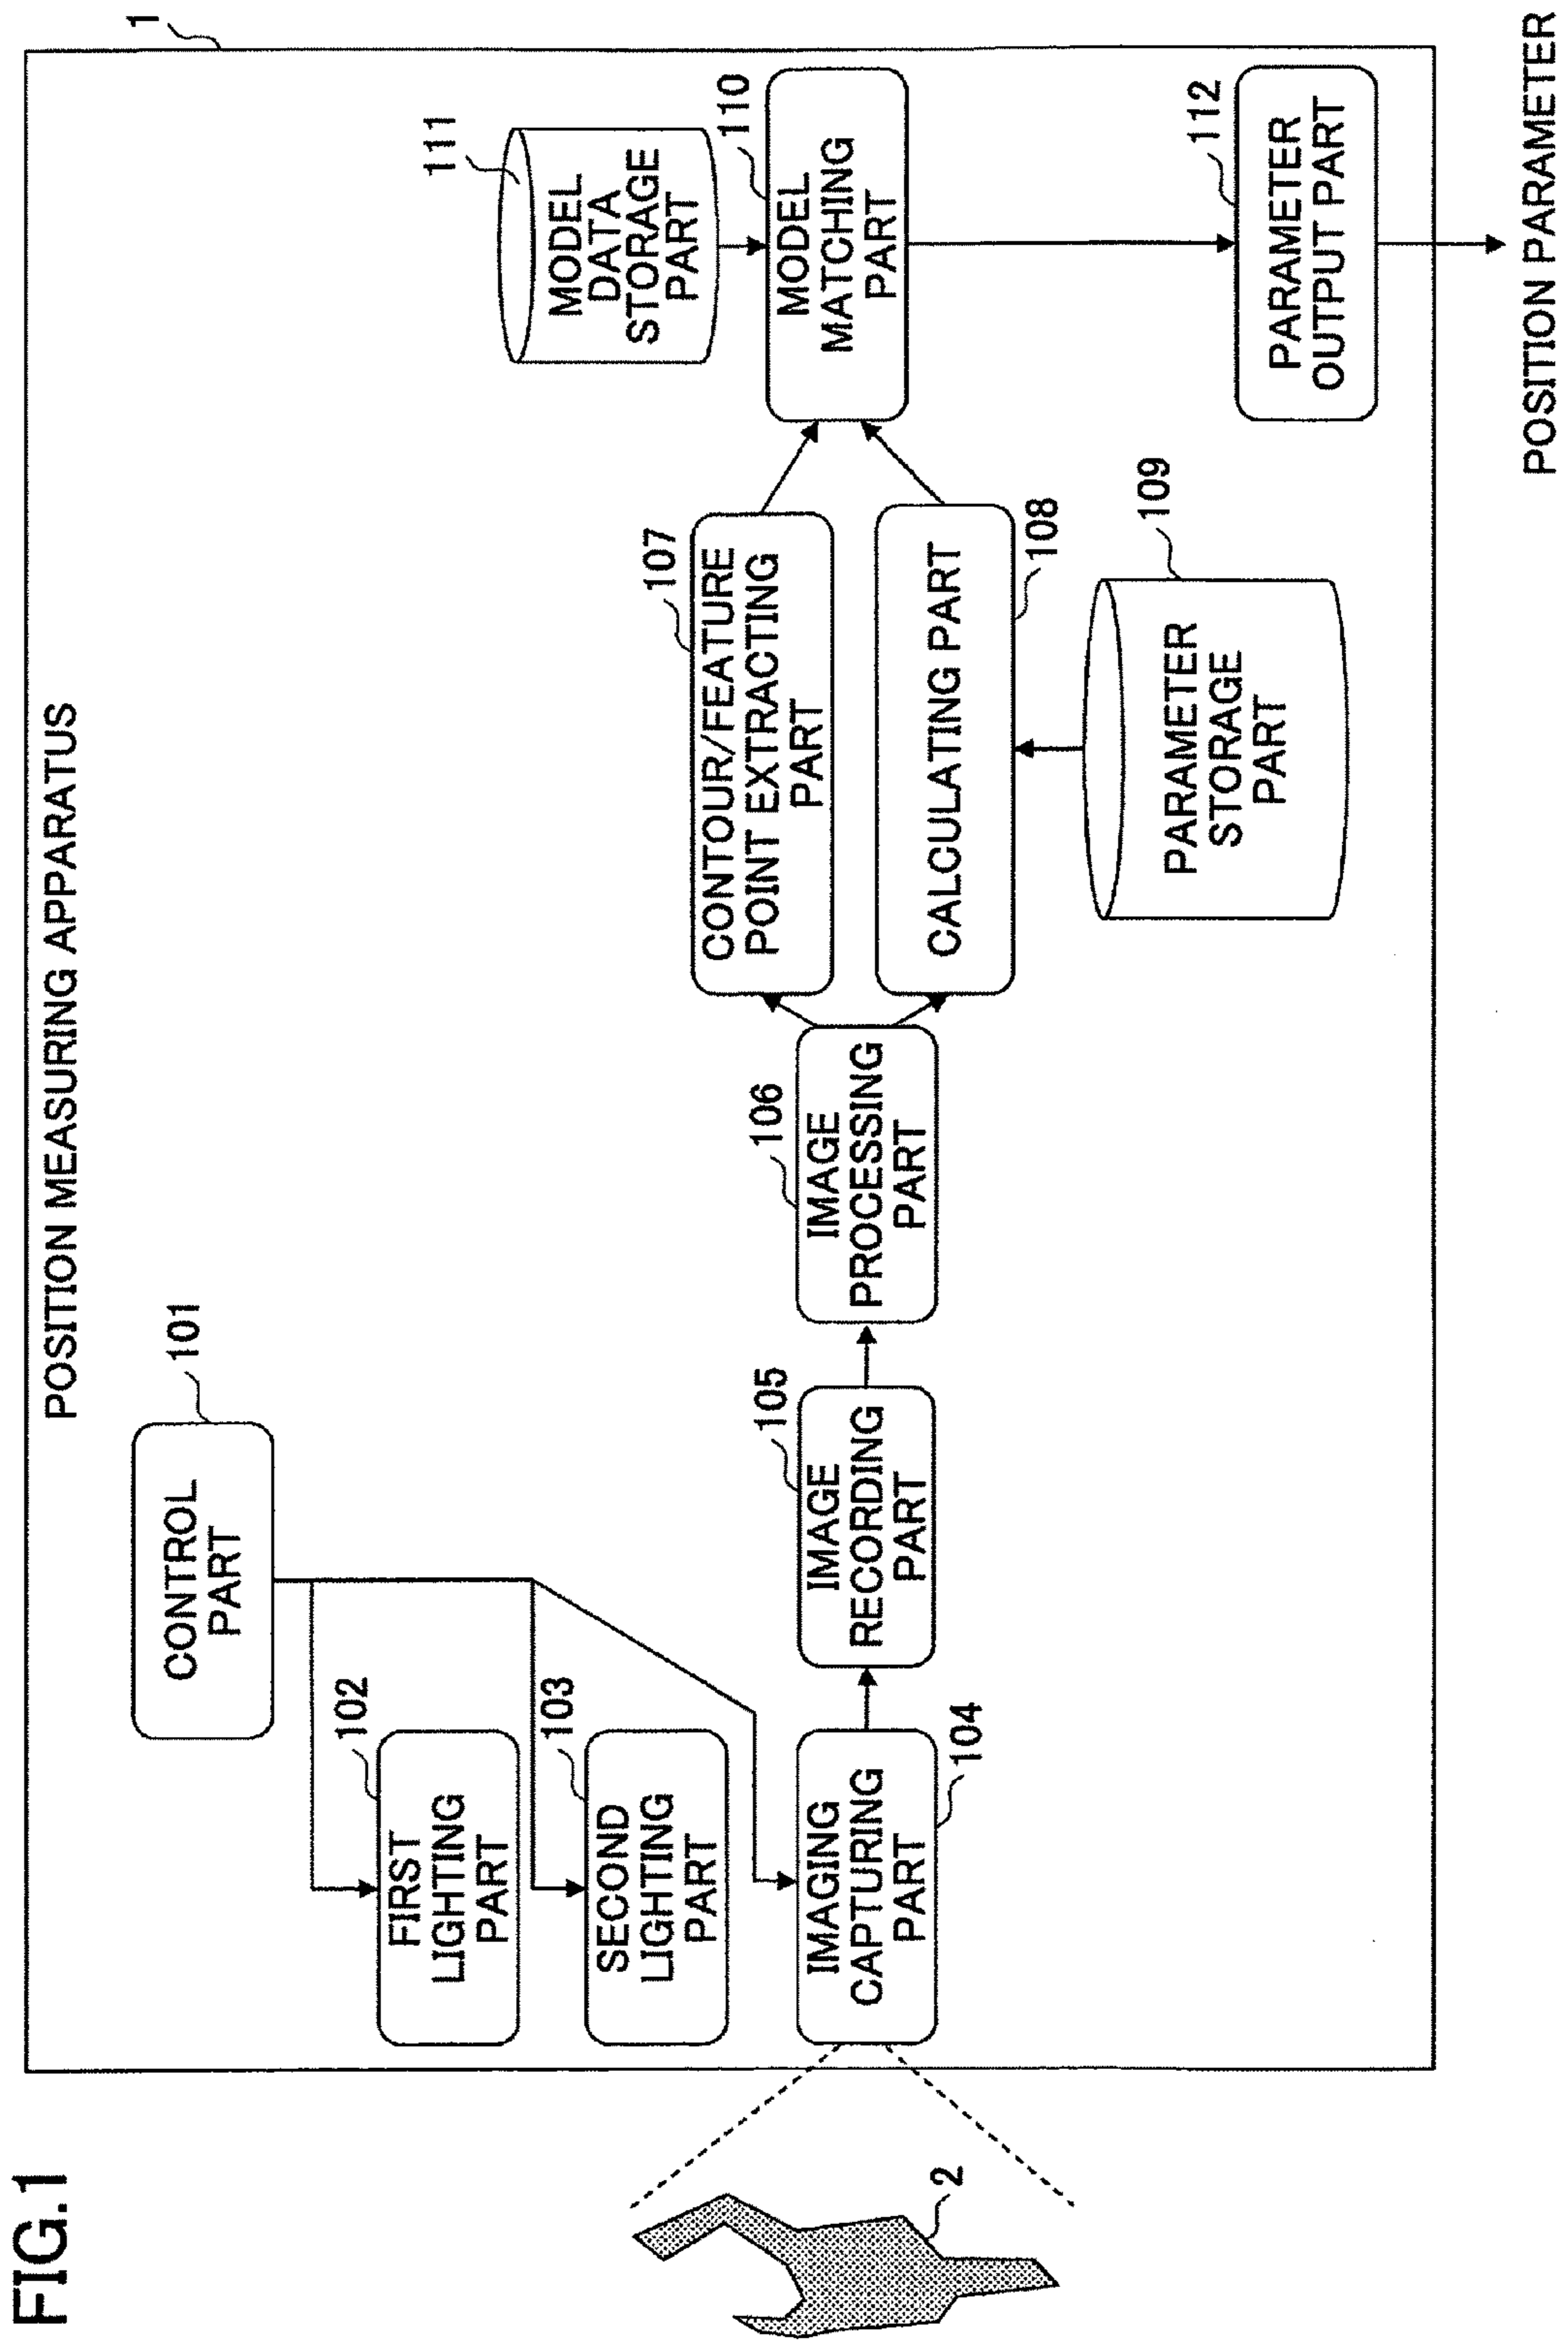 FIG.1
POSITION MEASURING APPARATUS
1
CONTROL
PART
101
FIRST
LIGHTING
PART
102
SECOND
LIGHTING
PART
103
IMAGING
CAPTURING
PART
104
2
IMAGE
RECORDING
PART
105
IMAGE
PROCESSING
PART
106
CONTOUR/FEATURE
POINT EXTRACTING
PART
107
CALCULATING PART
108
PARAMETER
STORAGE
PART
109
MODEL
DATA
STORAGE
PART
111
MODEL
MATCHING
PART
110
PARAMETER
OUTPUT PART
112
POSITION PARAMETER